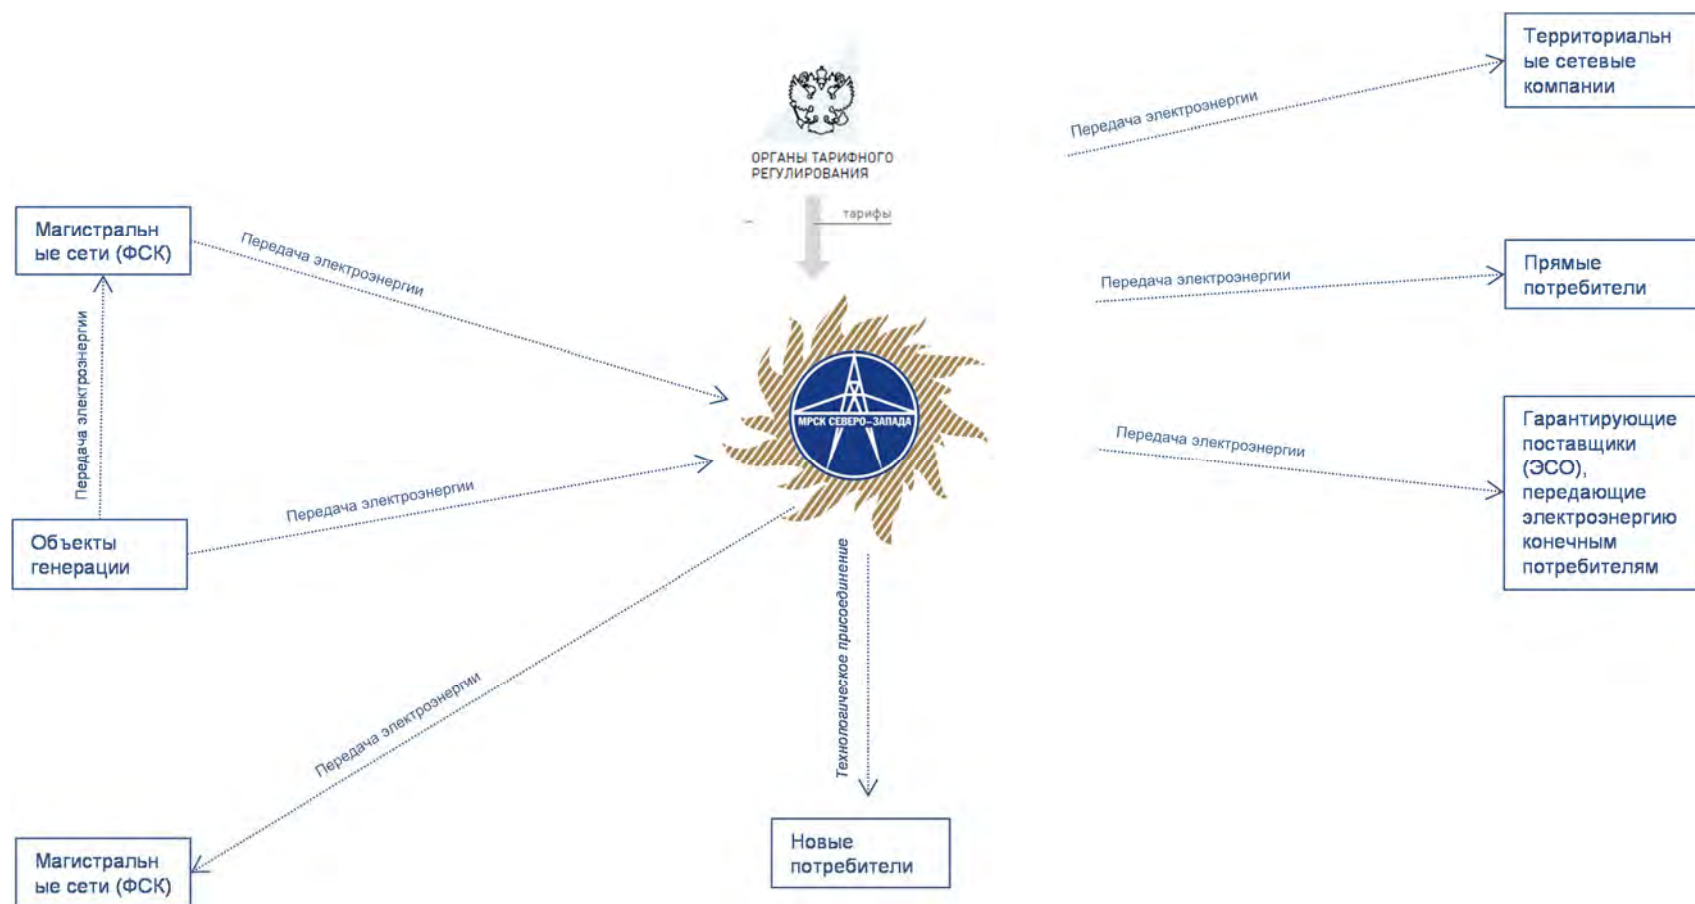 Территориальн
ые сетевые
компании
Передача электроэнергии
ОРГАНЫ ТАРИФНОГО
РЕГУЛИРОВАНИЯ
тарифы
Магистральн
ые сети (ФСК)
Передача электроэнергии
Передача электроэнергии
Прямые
потребители
Передача электроэнергии
МРСК СЕВЕРО-ЗАПАДА
Передача электроэнергии
Гарантирующие
поставщики
(ЭСО),
передающие
электроэнергию
конечным
потребителям
Передача электроэнергии
Объекты
генерации
Передача электроэнергии
Технологическое присоединение
Новые
потребители
Магистральн
ые сети (ФСК)